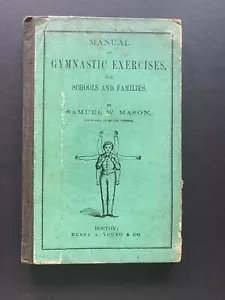 MANUAL
OF
GYMNASTIC EXERCISES,
FOR
SCHOOLS AND FAMILIES.
BY
SAMUEL W. MASON,
BOSTON:
HENRY A. YOUNG & CO.